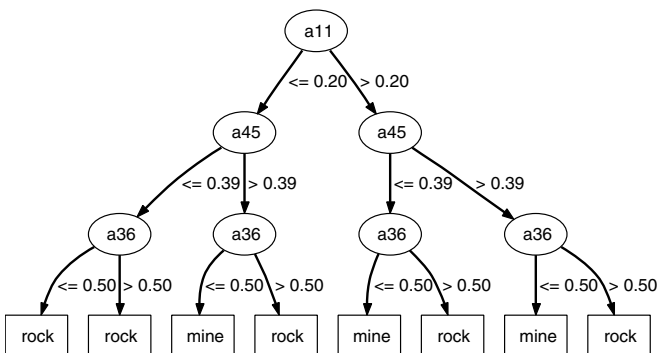 a11
<= 0.20 > 0.20
a45 a45
<= 0.39 > 0.39 <= 0.39 > 0.39
a36 a36 a36 a36
<= 0.50 > 0.50 <= 0.50 > 0.50 <= 0.50 > 0.50 <= 0.50 > 0.50
rock rock mine rock mine rock mine rock